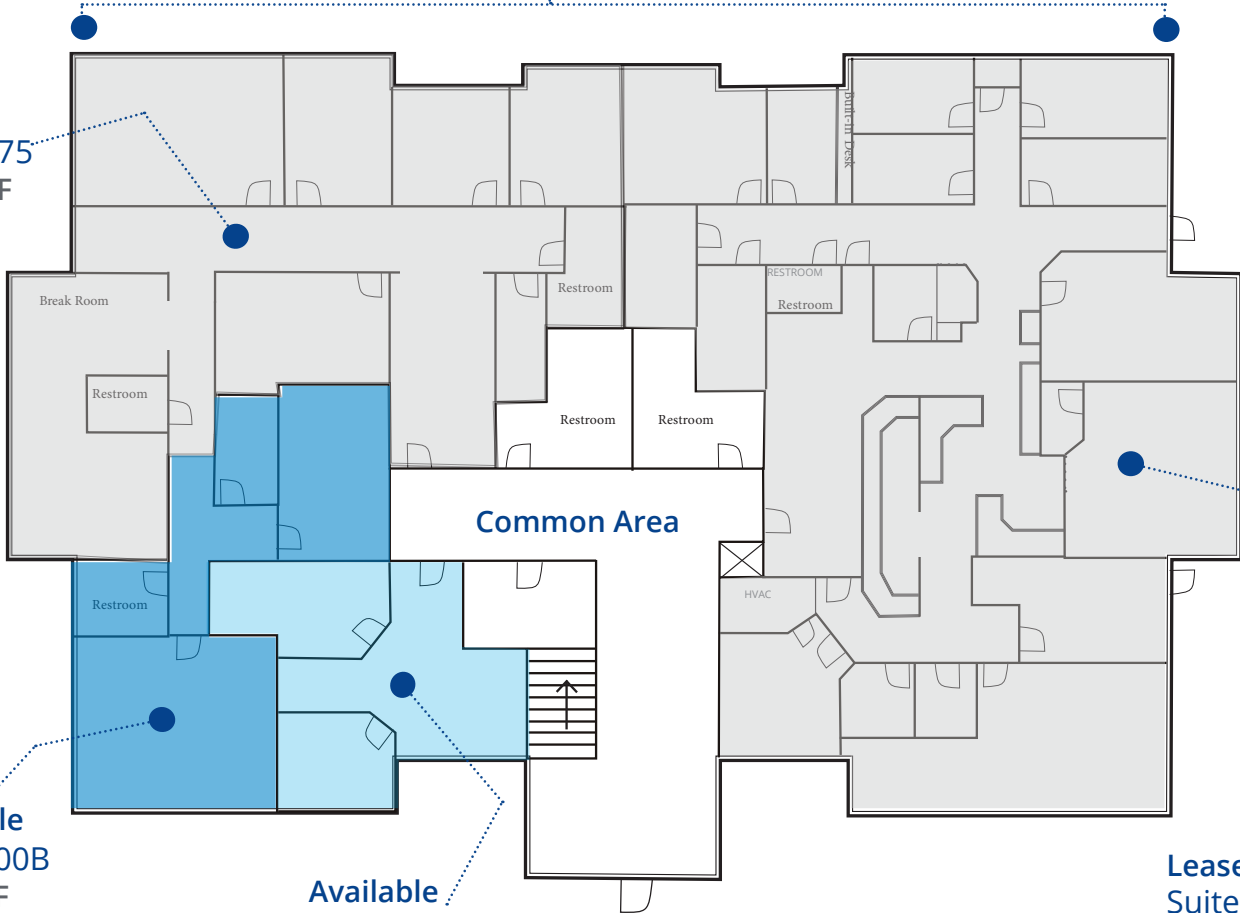 Built-In Desk
75
F
RESTROOM
Restroom
Restroom
Break Room
Restroom
Restroom
Restroom
Common Area
HVAC
Restroom
le
00B
F
Available
Lease
Suite